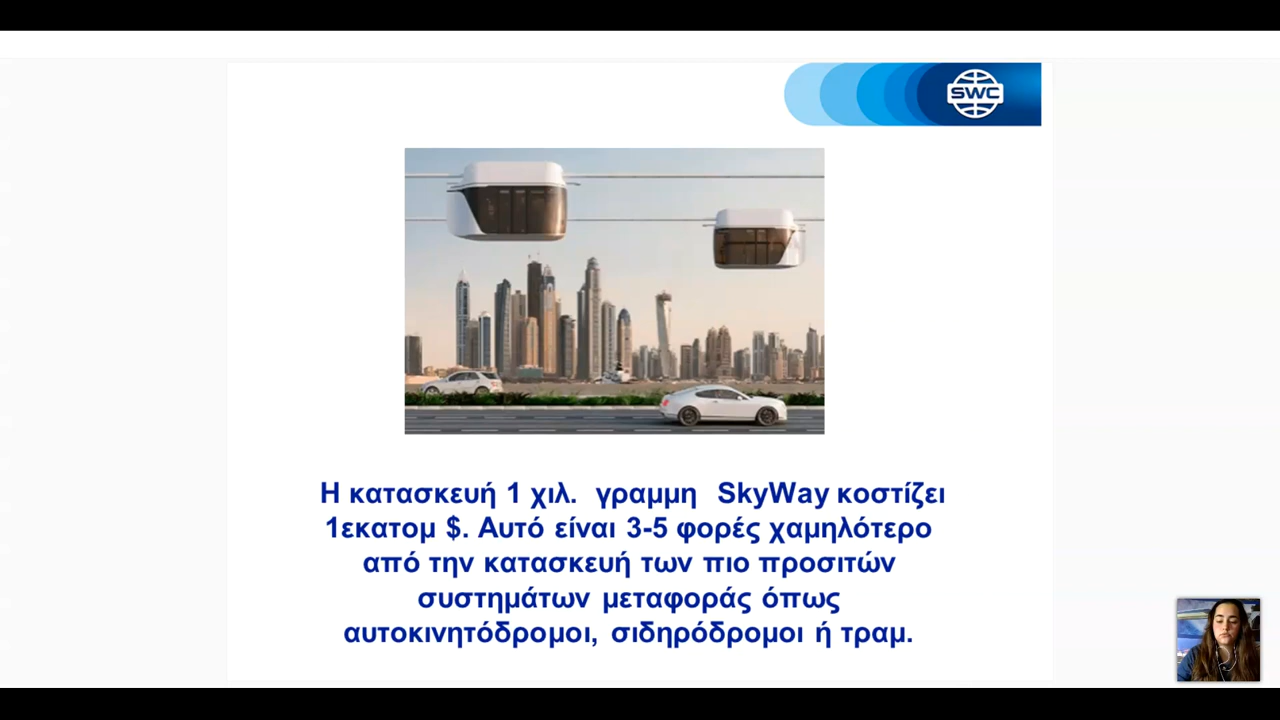 SWC
Η κατασκευή 1 χιλ. γραμμη SkyWay κοστίζει
1εκατομ $. Αυτό είναι 3-5 φορές χαμηλότερο
από την κατασκευή των πιο προσιτών
συστημάτων μεταφοράς όπως
αυτοκινητόδρομοι, σιδηρόδρομοι ή τραμ.